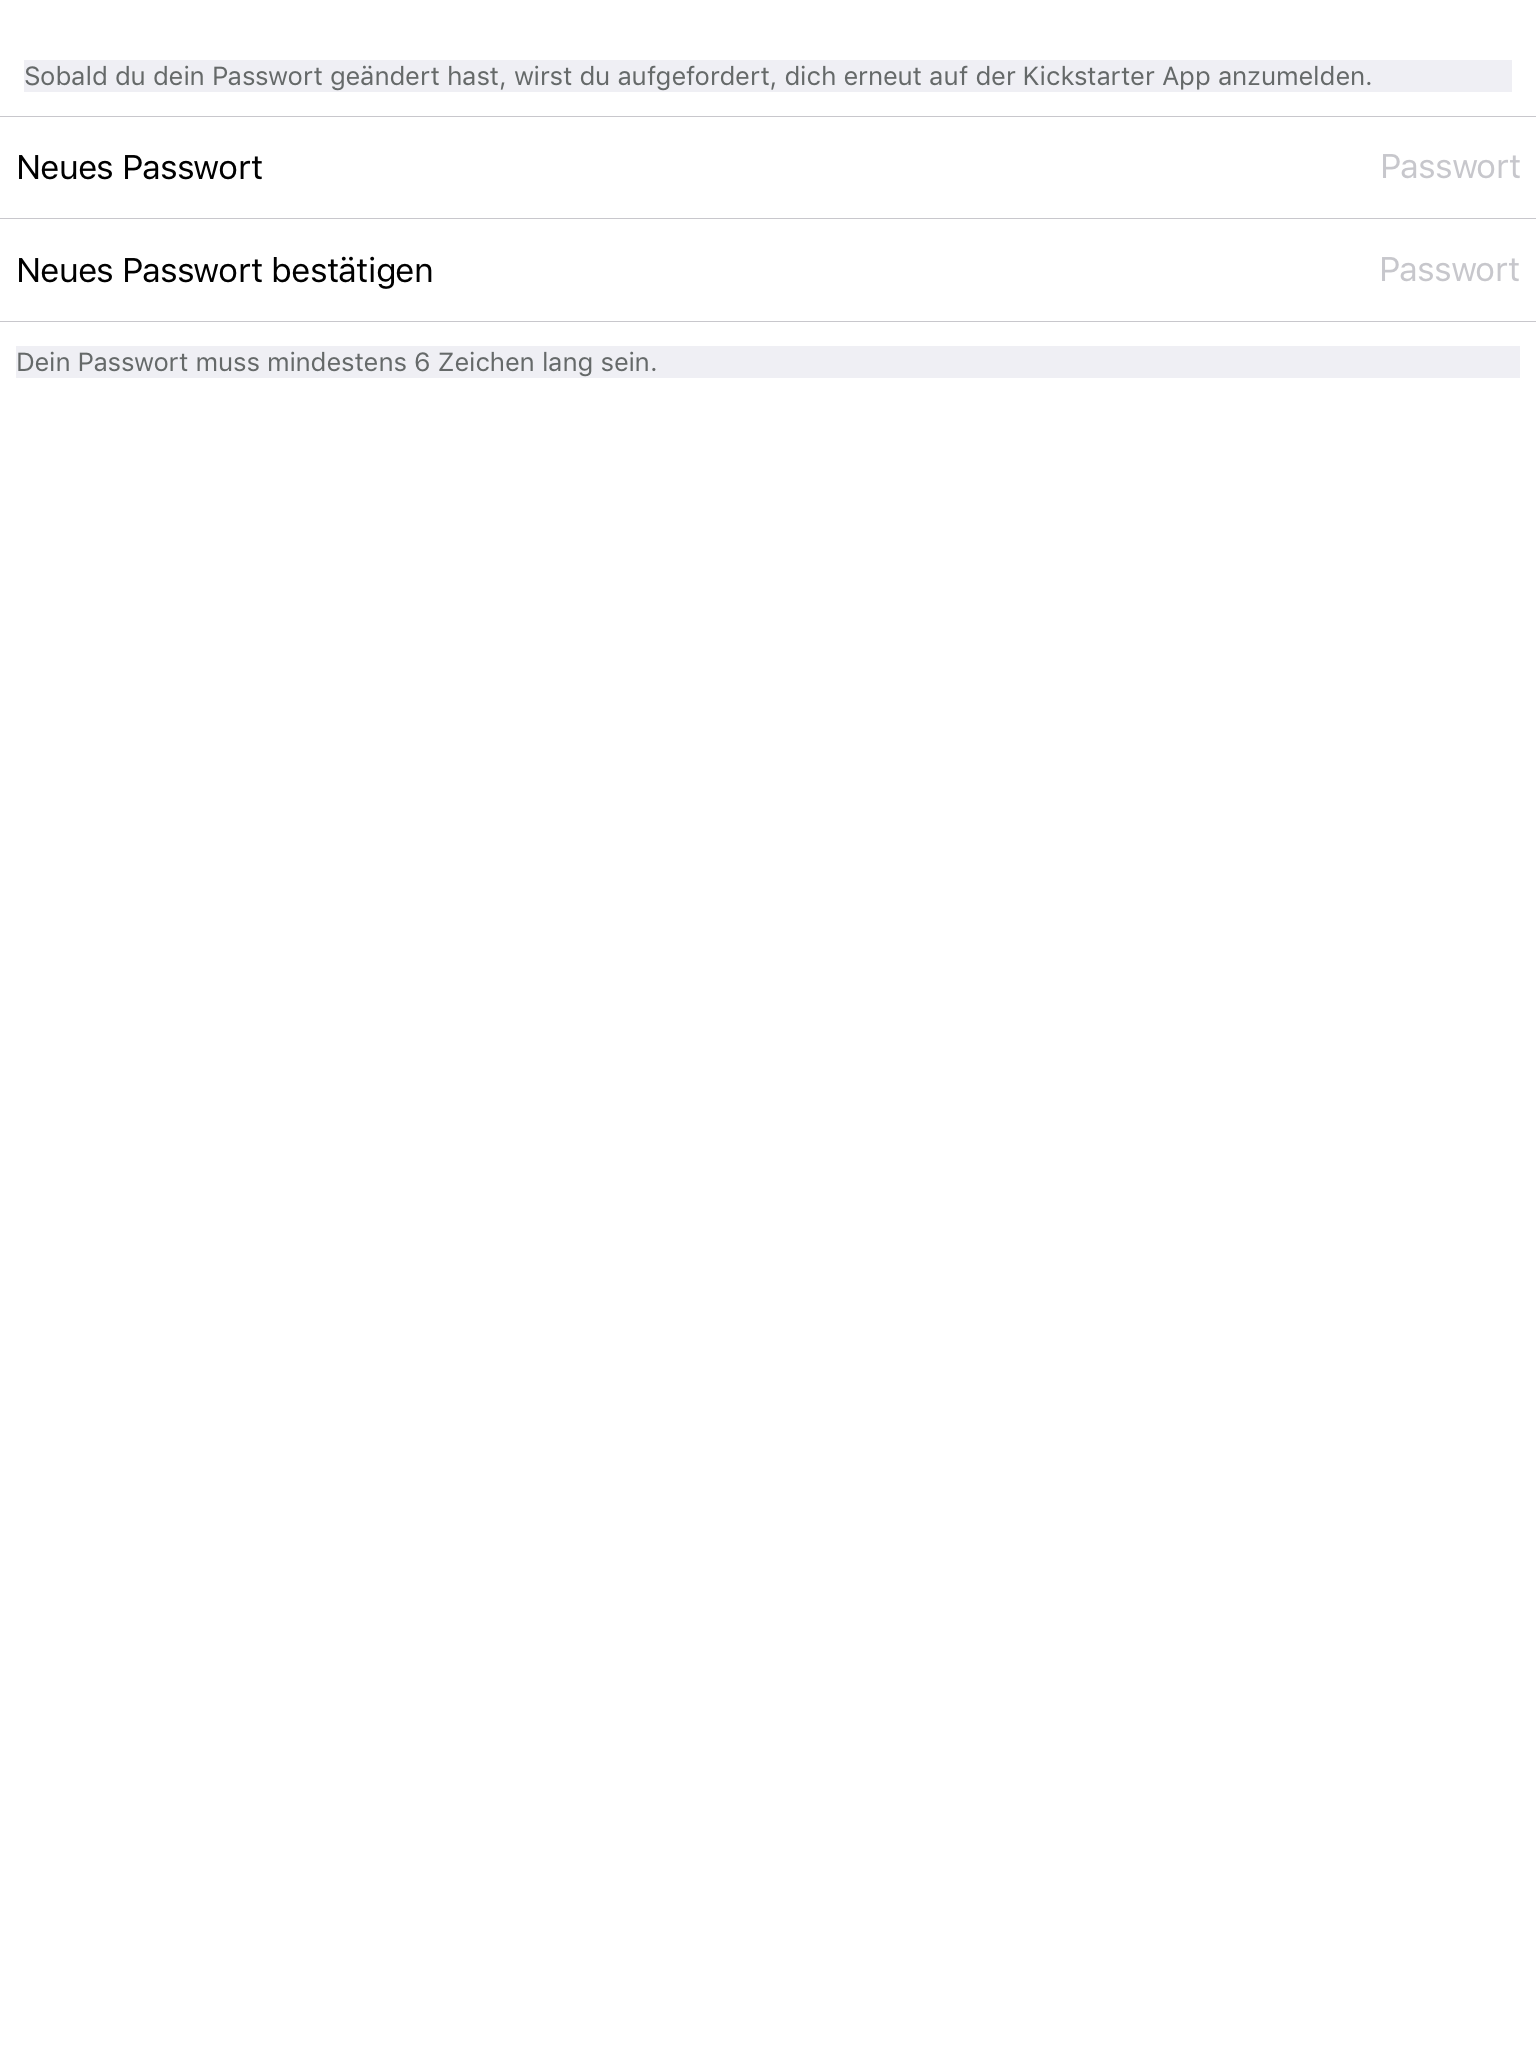 Sobald du dein Passwort geändert hast, wirst du aufgefordert, dich erneut auf der Kickstarter App anzumelden.
Neues Passwort Passwort
Neues Passwort bestätigen Passwort
Dein Passwort muss mindestens 6 Zeichen lang sein.